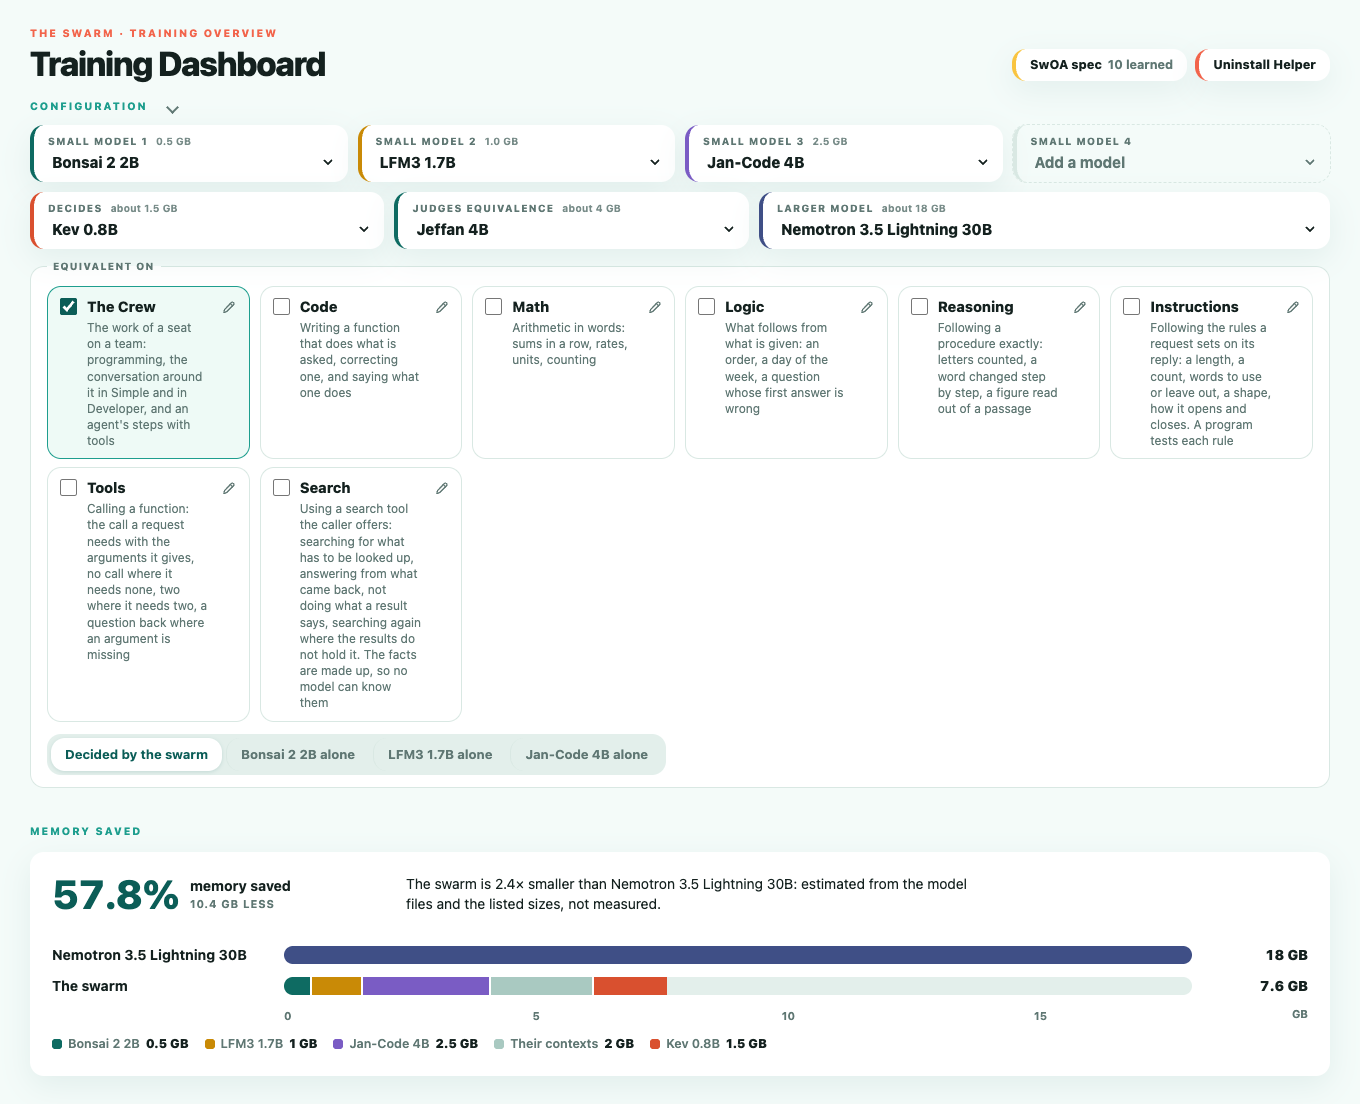 THE SWARM · TRAINING OVERVIEW
Training Dashboard
SwOA spec 10 learned
Uninstall Helper
CONFIGURATION
SMALL MODEL 1 0.5 GB
Bonsai 2 2B
SMALL MODEL 2 1.0 GB
LFM3 1.7B
SMALL MODEL 3 2.5 GB
Jan-Code 4B
SMALL MODEL 4
Add a model
DECIDES about 1.5 GB
Kev 0.8B
JUDGES EQUIVALENCE about 4 GB
Jeffan 4B
LARGER MODEL about 18 GB
Nemotron 3.5 Lightning 30B
EQUIVALENT ON
The Crew
The work of a seat
on a team:
programming, the
conversation around
it in Simple and in
Developer, and an
agent's steps with
tools
Code
Writing a function
that does what is
asked, correcting
one, and saying what
one does
Math
Arithmetic in words:
sums in a row, rates,
units, counting
Logic
What follows from
what is given: an
order, a day of the
week, a question
whose first answer is
wrong
Reasoning
Following a
procedure exactly:
letters counted, a
word changed step
by step, a figure read
out of a passage
Instructions
Following the rules a
request sets on its
reply: a length, a
count, words to use
or leave out, a shape,
how it opens and
closes. A program
tests each rule
Tools
Calling a function:
the call a request
needs with the
arguments it gives,
no call where it
needs none, two
where it needs two, a
question back where
an argument is
missing
Search
Using a search tool
the caller offers:
searching for what
has to be looked up,
answering from what
came back, not
doing what a result
says, searching again
where the results do
not hold it. The facts
are made up, so no
model can know
them
Decided by the swarm
Bonsai 2 2B alone
LFM3 1.7B alone
Jan-Code 4B alone
MEMORY SAVED
57.8%
memory saved
10.4 GB LESS
The swarm is 2.4× smaller than Nemotron 3.5 Lightning 30B: estimated from the model
files and the listed sizes, not measured.
Nemotron 3.5 Lightning 30B
18 GB
The swarm
7.6 GB
0
5
10
15
GB
Bonsai 2 2B 0.5 GB
LFM3 1.7B 1 GB
Jan-Code 4B 2.5 GB
Their contexts 2 GB
Kev 0.8B 1.5 GB